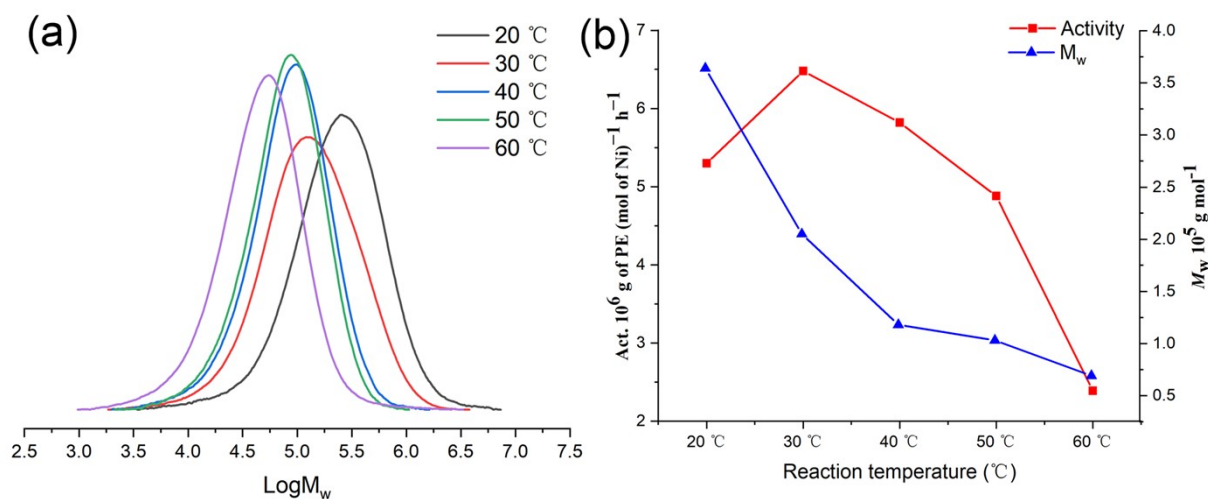 (a)
20 ℃
30 ℃
40 ℃
50 ℃
60 ℃
2.5 3.0 3.5 4.0 4.5 5.0 5.5 6.0 6.5 7.0 7.5
LogM_w
(b)
Activity
M_w
7
6
5
4
3
2
Act. 10^6 g of PE (mol of Ni)^−1 h^−1
4.0
3.5
3.0
2.5
2.0
1.5
1.0
0.5
M_w 10^5 g mol^-1
20 ℃ 30 ℃ 40 ℃ 50 ℃ 60 ℃
Reaction temperature (℃)